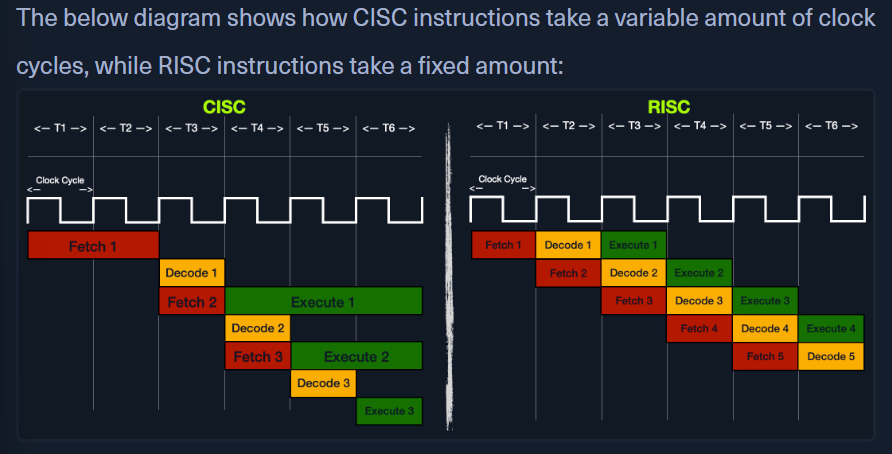 The below diagram shows how CISC instructions take a variable amount of clock
cycles, while RISC instructions take a fixed amount:
CISC
<— T1 —> <— T2 —> <— T3 —> <— T4 —> <— T5 —> <— T6 —>
Clock Cycle
<— —>
Fetch 1
Decode 1
Fetch 2 Execute 1
Decode 2
Fetch 3 Execute 2
Decode 3
Execute 3
RISC
<— T1 —> <— T2 —> <— T3 —> <— T4 —> <— T5 —> <— T6 —>
Clock Cycle
<— —>
Fetch 1 Decode 1 Execute 1
Fetch 2 Decode 2 Execute 2
Fetch 3 Decode 3 Execute 3
Fetch 4 Decode 4 Execute 4
Fetch 5 Decode 5